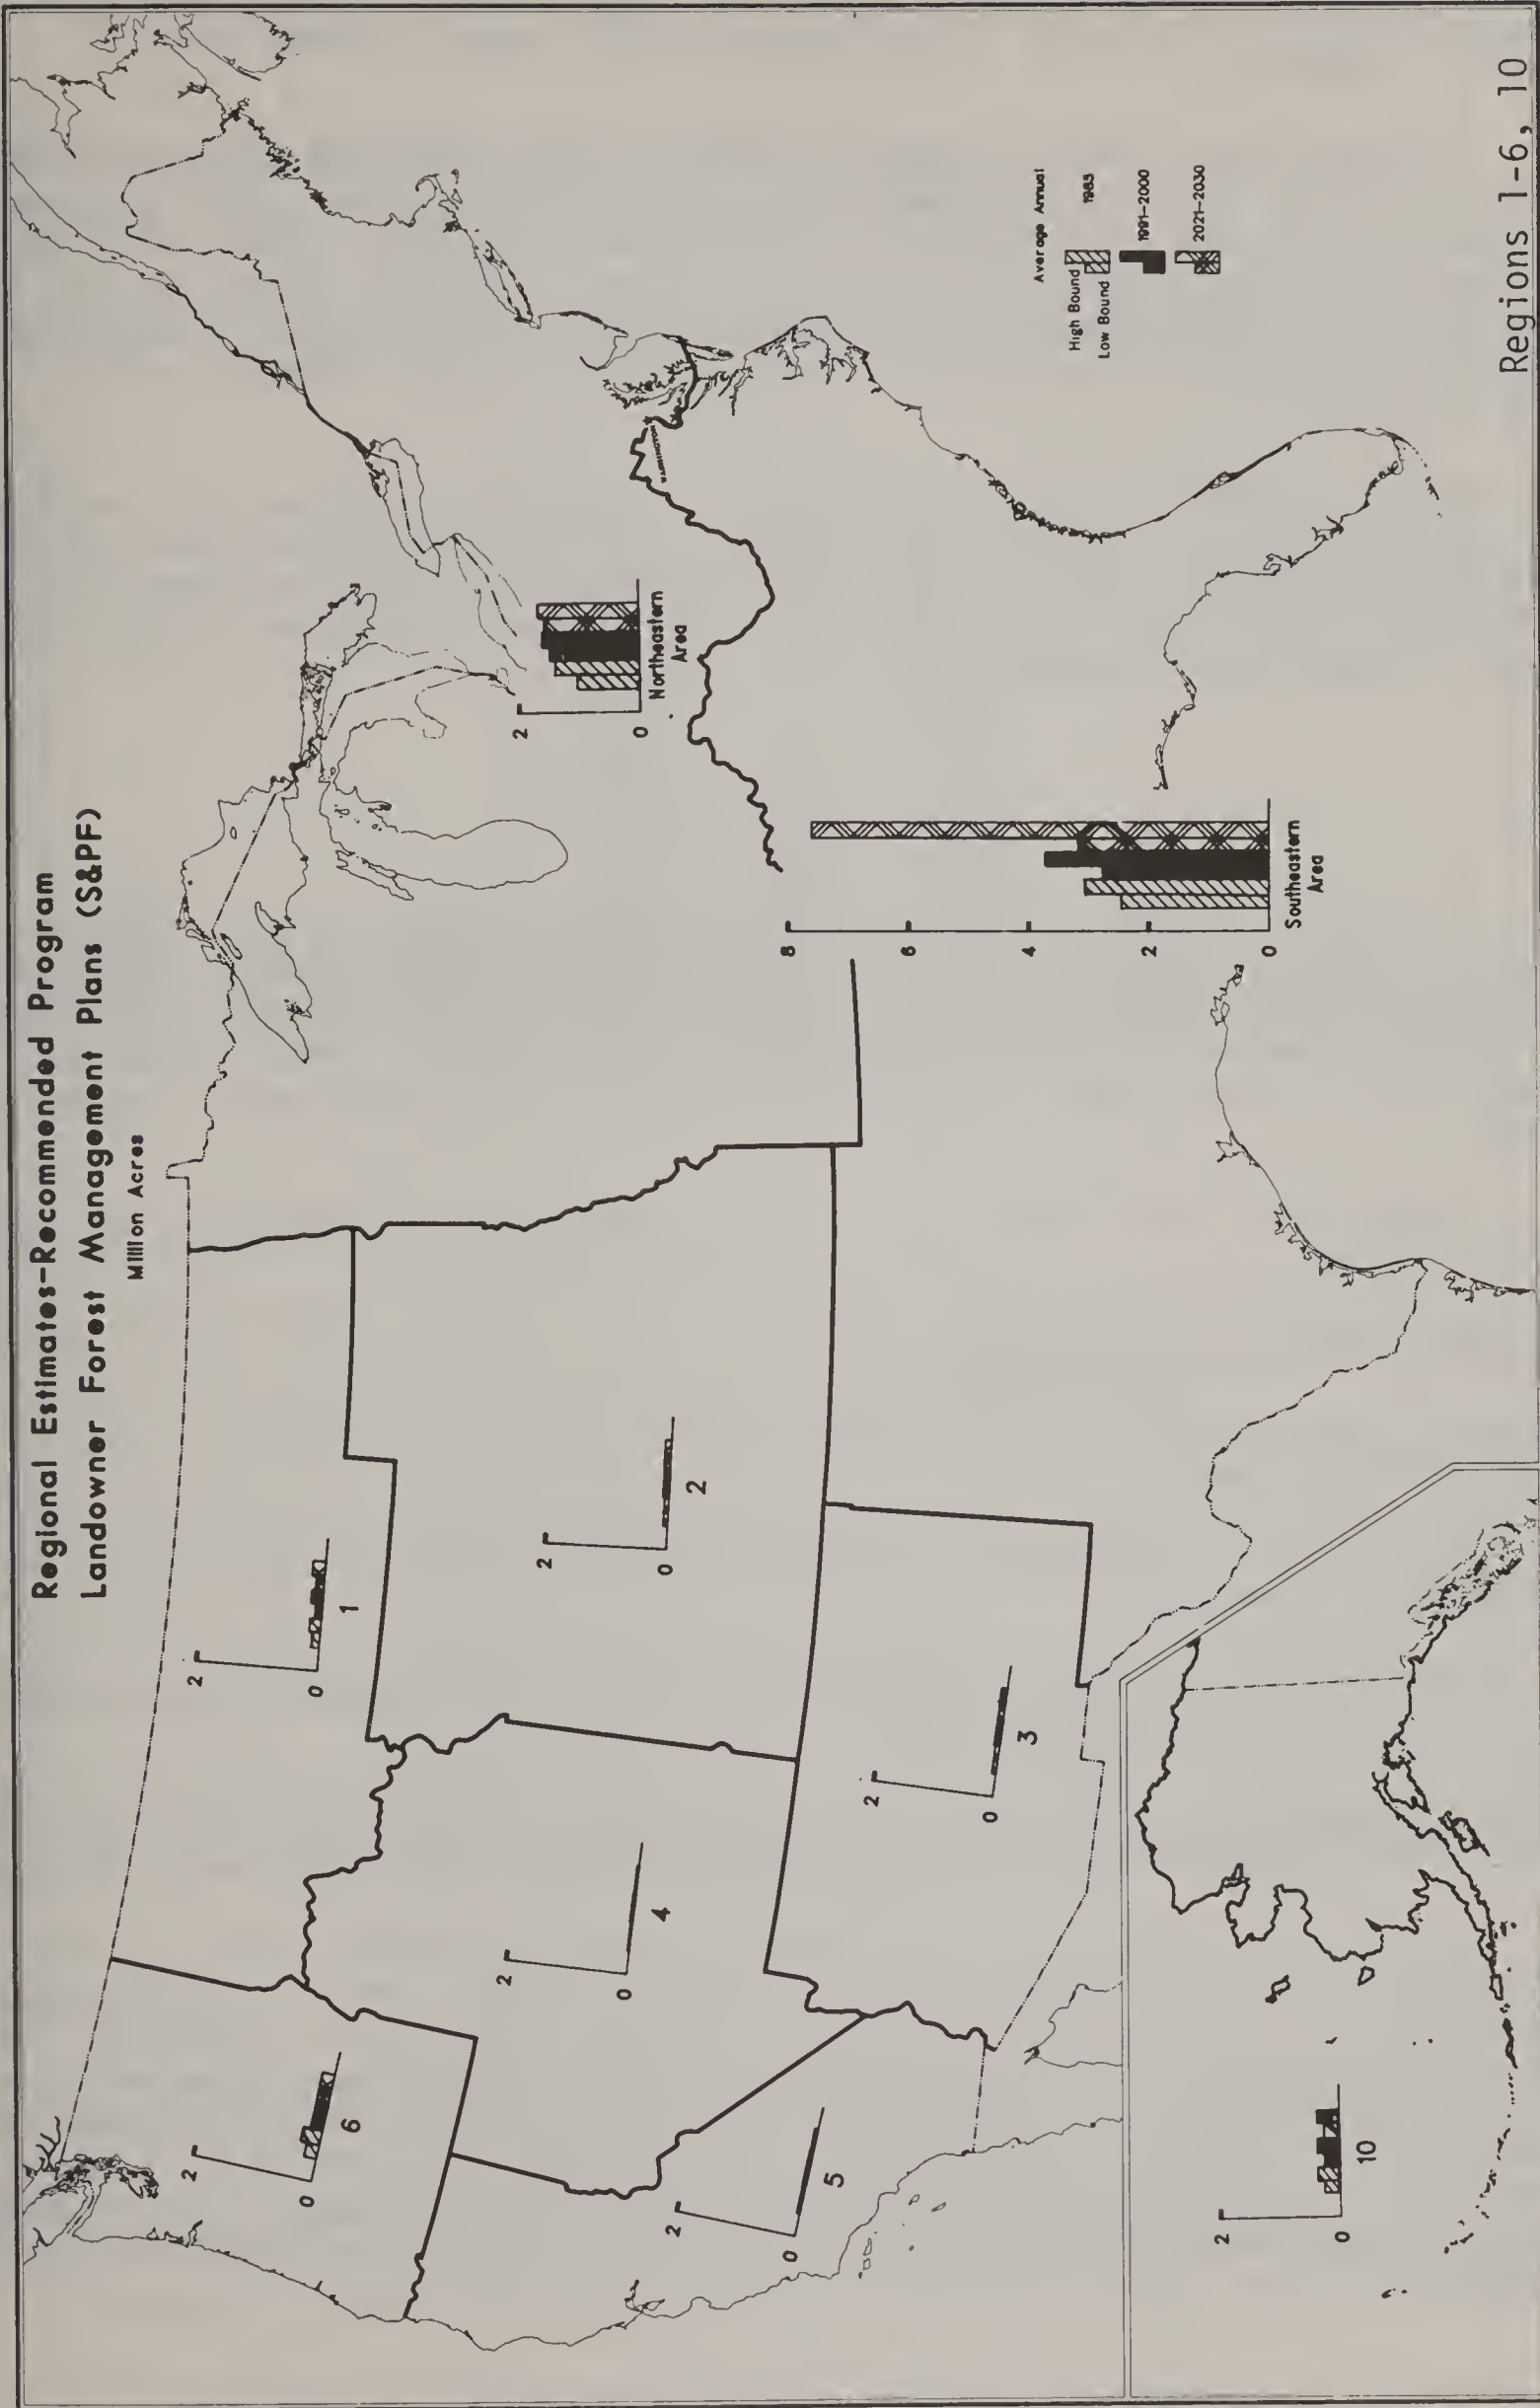 Regional Estimates-Recommended Program
Landowner Forest Management Plans (S&PF)
Million Acres
2
0
6
2
0
1
2
0
2
2
0
4
2
0
5
2
0
3
2
0
Northeastern
Area
8
6
4
2
0
Southeastern
Area
2
0
10
Average Annual
High Bound
Low Bound
1985
1991-2000
2021-2030
Regions 1-6, 10